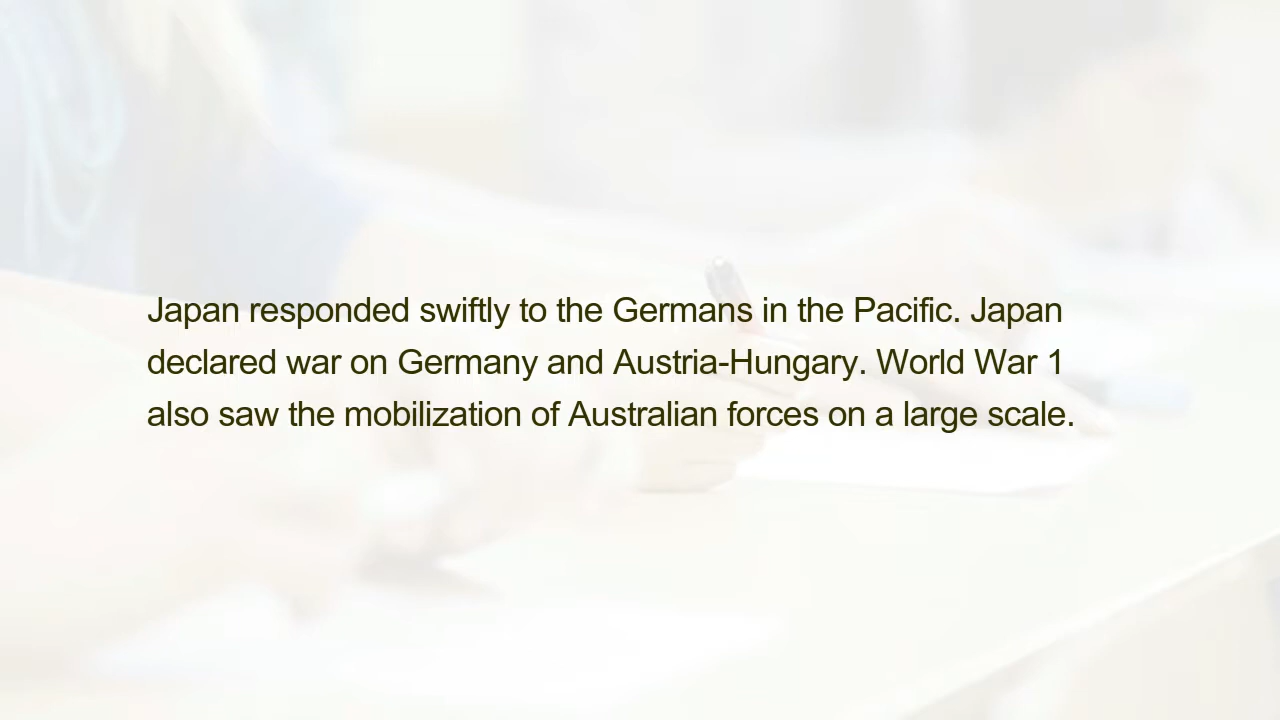 Japan responded swiftly to the Germans in the Pacific. Japan
declared war on Germany and Austria-Hungary. World War 1
also saw the mobilization of Australian forces on a large scale.